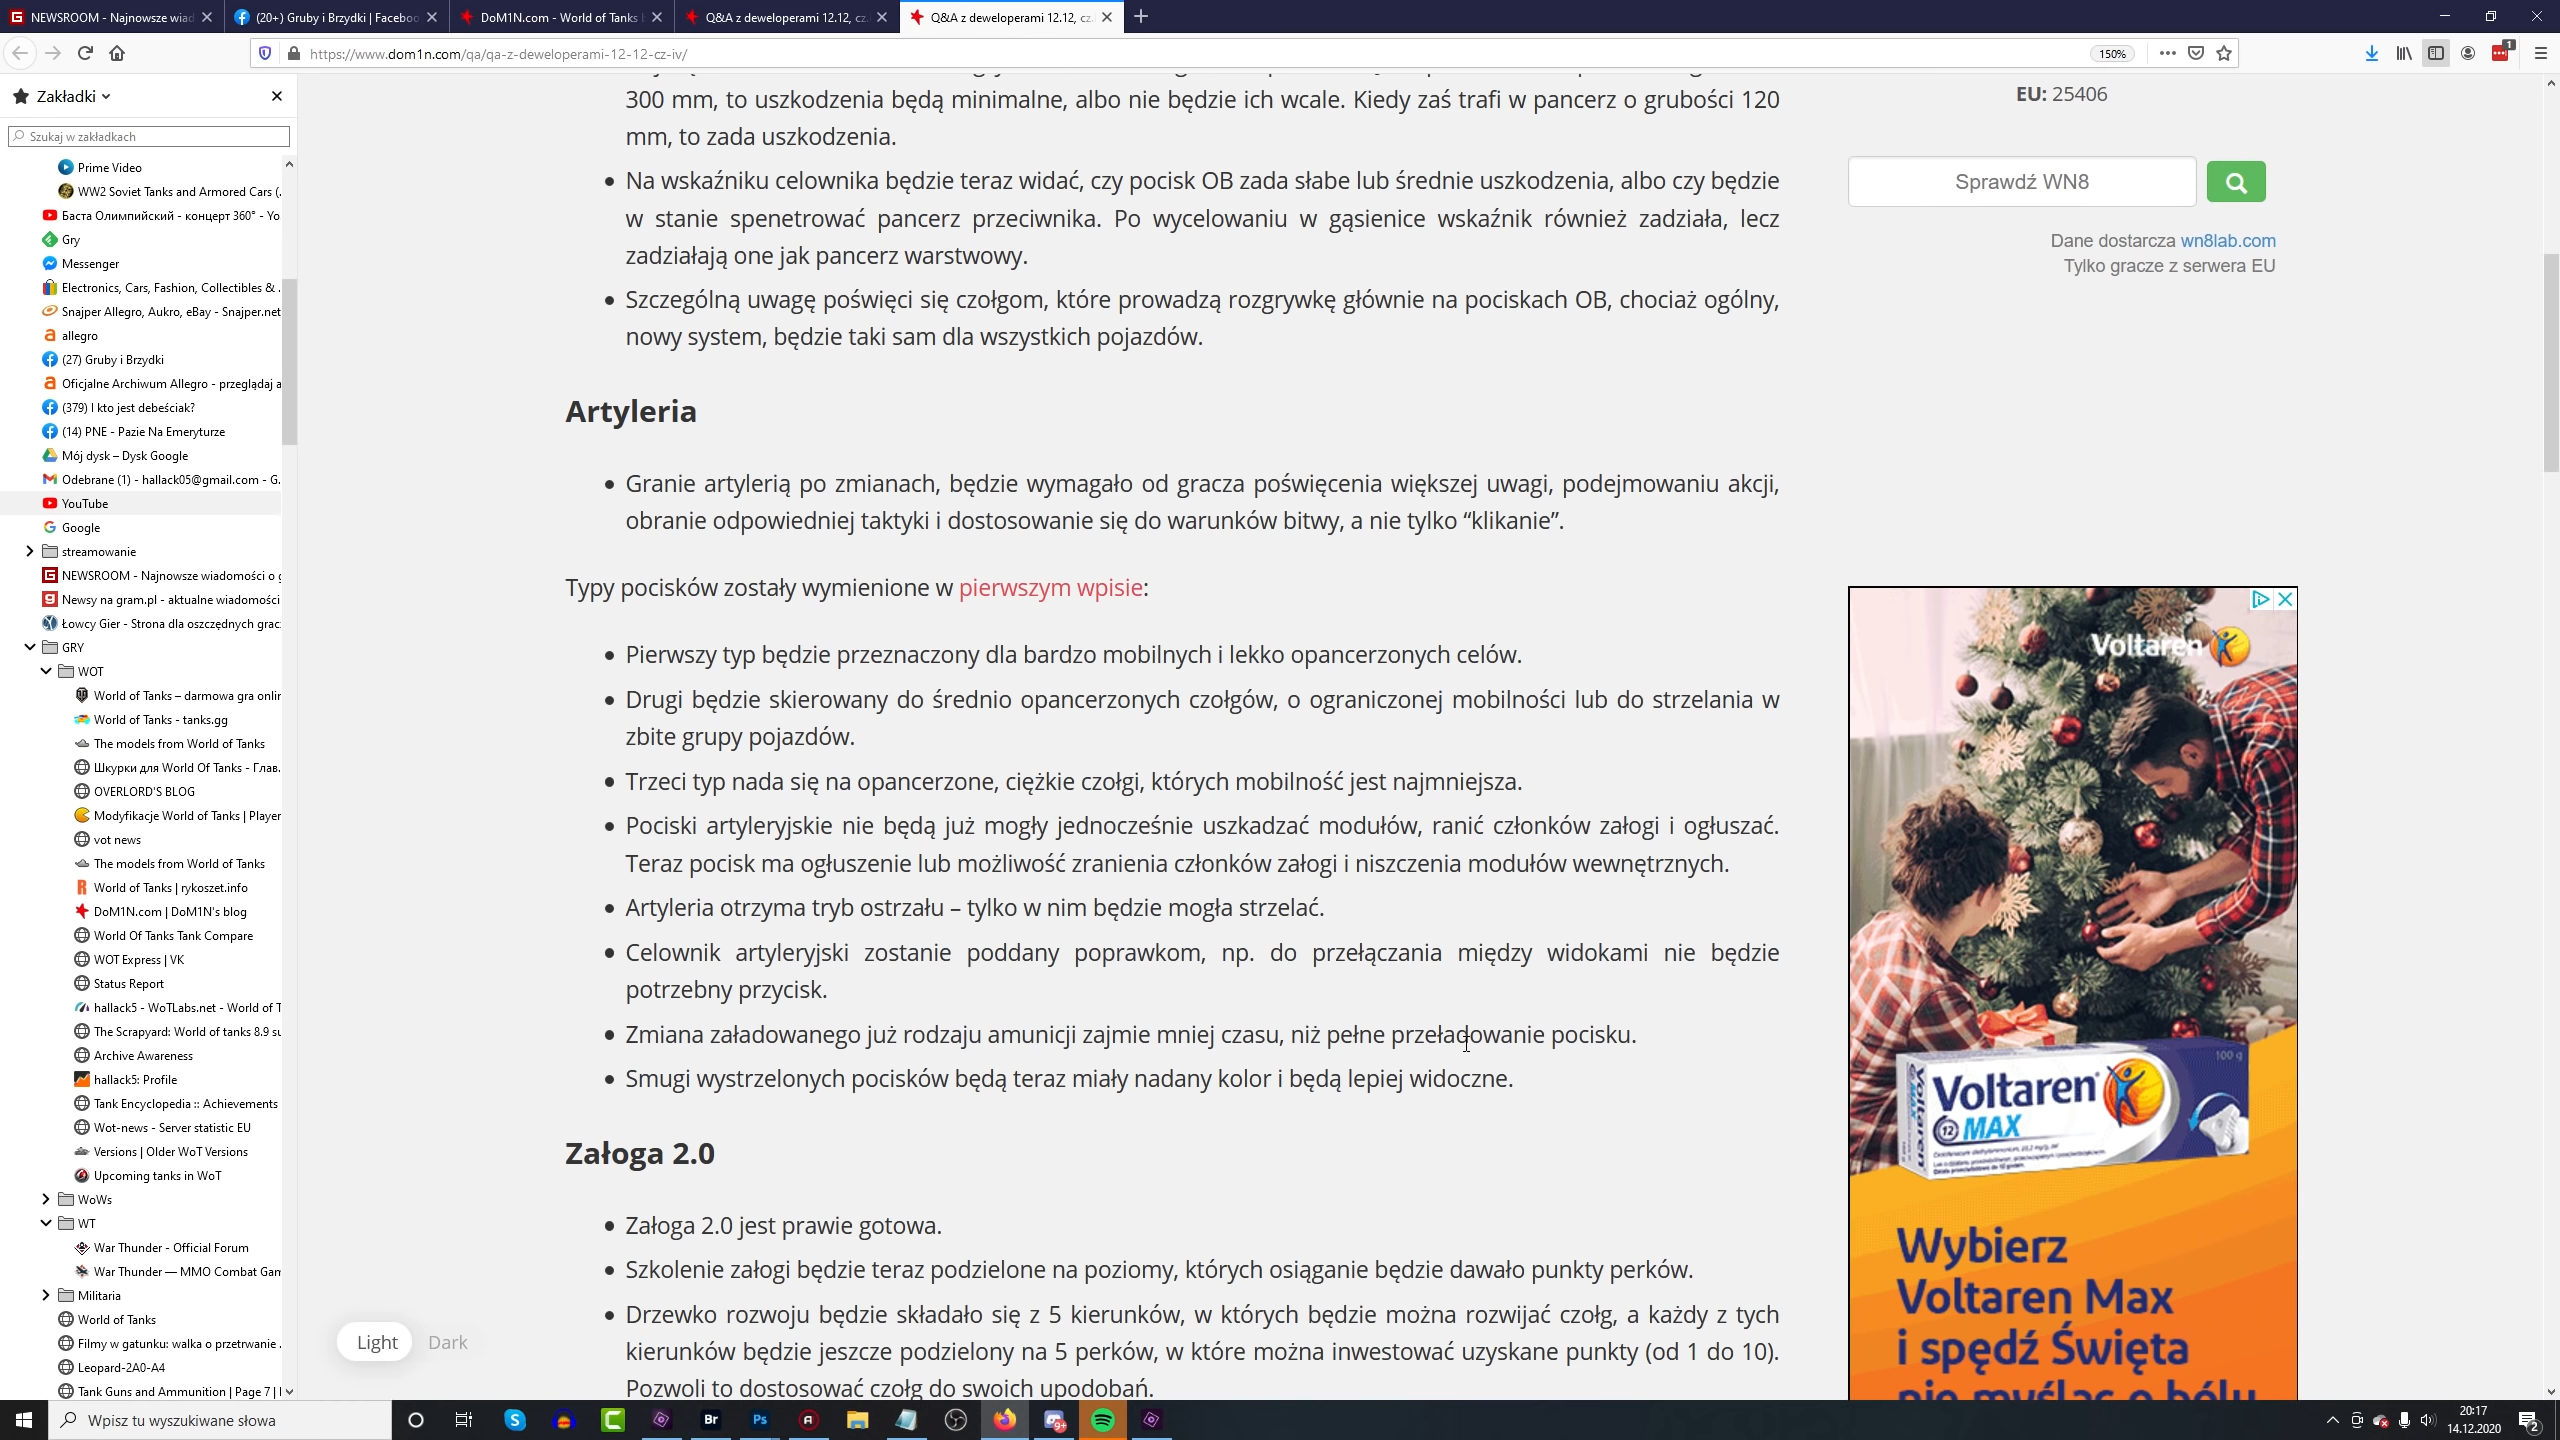 NEWSROOM - Najnowsze wiad
(20+) Gruby i Brzydki | Faceboo
DoM1N.com - World of Tanks
Q&A z deweloperami 12.12, cz.
Q&A z deweloperami 12.12, cz.
https://www.dom1n.com/qa/qa-z-deweloperami-12-12-cz-iv/
150%
1
Zakładki
Szukaj w zakładkach
Prime Video
WW2 Soviet Tanks and Armored Cars (.
Баста Олимпийский - концерт 360° - Yo
Gry
Messenger
Electronics, Cars, Fashion, Collectibles & .
Snajper Allegro, Aukro, eBay - Snajper.net
allegro
(27) Gruby i Brzydki
Oficjalne Archiwum Allegro - przeglądaj a
(379) I kto jest debeściak?
(14) PNE - Pazie Na Emeryturze
Mój dysk – Dysk Google
Odebrane (1) - hallack05@gmail.com - G.
YouTube
Google
streamowanie
NEWSROOM - Najnowsze wiadomości o g
Newsy na gram.pl - aktualne wiadomości
Łowcy Gier - Strona dla oszczędnych grac
GRY
WOT
World of Tanks – darmowa gra onlir
World of Tanks - tanks.gg
The models from World of Tanks
Шкурки для World Of Tanks - Глав.
OVERLORD'S BLOG
Modyfikacje World of Tanks | Player
vot news
The models from World of Tanks
World of Tanks | rykoszet.info
DoM1N.com | DoM1N's blog
World Of Tanks Tank Compare
WOT Express | VK
Status Report
hallack5 - WoTLabs.net - World of T
The Scrapyard: World of tanks 8.9 su
Archive Awareness
hallack5: Profile
Tank Encyclopedia :: Achievements
Wot-news - Server statistic EU
Versions | Older WoT Versions
Upcoming tanks in WoT
WoWs
WT
War Thunder - Official Forum
War Thunder — MMO Combat Gam
Militaria
World of Tanks
Filmy w gatunku: walka o przetrwanie .
Leopard-2A0-A4
Tank Guns and Ammunition | Page 7 |
300 mm, to uszkodzenia będą minimalne, albo nie będzie ich wcale. Kiedy zaś trafi w pancerz o grubości 120
mm, to zada uszkodzenia.
Na wskaźniku celownika będzie teraz widać, czy pocisk OB zada słabe lub średnie uszkodzenia, albo czy będzie
w stanie spenetrować pancerz przeciwnika. Po wycelowaniu w gąsienice wskaźnik również zadziała, lecz
zadziałają one jak pancerz warstwowy.
Szczególną uwagę poświęci się czołgom, które prowadzą rozgrywkę głównie na pociskach OB, chociaż ogólny,
nowy system, będzie taki sam dla wszystkich pojazdów.
Artyleria
Granie artylerią po zmianach, będzie wymagało od gracza poświęcenia większej uwagi, podejmowaniu akcji,
obranie odpowiedniej taktyki i dostosowanie się do warunków bitwy, a nie tylko “klikanie”.
Typy pocisków zostały wymienione w pierwszym wpisie:
Pierwszy typ będzie przeznaczony dla bardzo mobilnych i lekko opancerzonych celów.
Drugi będzie skierowany do średnio opancerzonych czołgów, o ograniczonej mobilności lub do strzelania w
zbite grupy pojazdów.
Trzeci typ nada się na opancerzone, ciężkie czołgi, których mobilność jest najmniejsza.
Pociski artyleryjskie nie będą już mogły jednocześnie uszkadzać modułów, ranić członków załogi i ogłuszać.
Teraz pocisk ma ogłuszenie lub możliwość zranienia członków załogi i niszczenia modułów wewnętrznych.
Artyleria otrzyma tryb ostrzału – tylko w nim będzie mogła strzelać.
Celownik artyleryjski zostanie poddany poprawkom, np. do przełączania między widokami nie będzie
potrzebny przycisk.
Zmiana załadowanego już rodzaju amunicji zajmie mniej czasu, niż pełne przeładowanie pocisku.
Smugi wystrzelonych pocisków będą teraz miały nadany kolor i będą lepiej widoczne.
Załoga 2.0
Załoga 2.0 jest prawie gotowa.
Szkolenie załogi będzie teraz podzielone na poziomy, których osiąganie będzie dawało punkty perków.
Drzewko rozwoju będzie składało się z 5 kierunków, w których będzie można rozwijać czołg, a każdy z tych
kierunków będzie jeszcze podzielony na 5 perków, w które można inwestować uzyskane punkty (od 1 do 10).
Pozwoli to dostosować czołg do swoich upodobań.
Light
Dark
EU: 25406
Sprawdź WN8
Dane dostarcza wn8lab.com
Tylko gracze z serwera EU
Voltaren
100 g
Voltaren
12 MAX
Wybierz
Voltaren Max
i spędź Święta
nie myśląc o bólu
Wpisz tu wyszukiwane słowa
Br
Ps
9+
20:17
14.12.2020
2